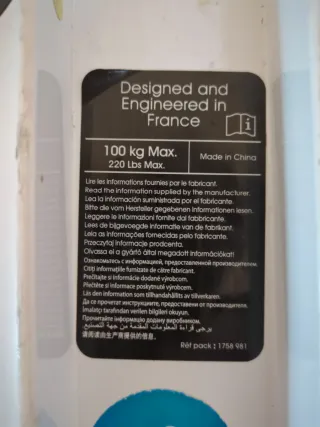 Designed and
Engineered in
France
100 kg Max.
220 Lbs Max.
Made in China
Lire les informations fournies par le fabricant.
Read the information supplied by the manufacturer.
Lea la información suministrada por el fabricante.
Bitte die vom Hersteller gegebenen Informationen lesen.
Leggere le informazioni fornite dal fabbricante.
Lees de bijgevoegde informatie van de fabrikant.
Leia as informações fornecidas pelo fabricante.
Przeczytaj informacje prodcenta.
Olvassa el a gyártó által megadott információkat!
Ознакомьтесь с информацией, предоставленной производителем.
Citiţi informaţiile furnizate de către fabricant.
Prečítajte si informácie dodané výrobcom.
Přečtěte si informace poskytnuté výrobcem.
Läs den information som tillhandahållits av tillverkaren.
Да се прочетат инструкциите, предоставени от производителя.
İmalatçı tarafından verilen bilgileri okuyun.
Прочитайте інформацію додану виробником.
يرجى قراءة المعلومات المقدمة من جهة التصنيع.
请阅读由生产商提供的信息。
Réf pack : 1758 981